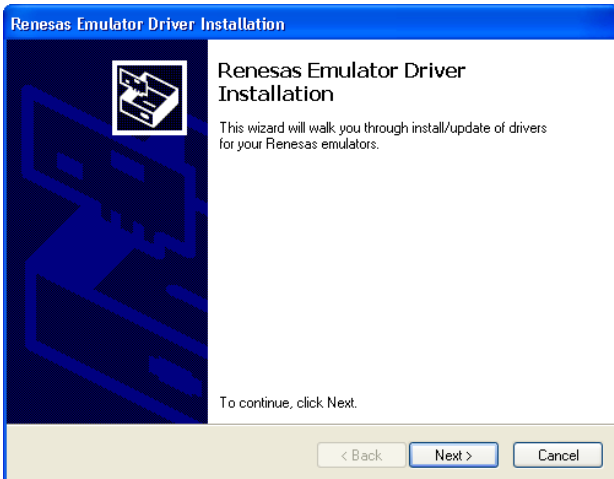 Renesas Emulator Driver Installation
Renesas Emulator Driver
Installation
This wizard will walk you through install/update of drivers
for your Renesas emulators.
To continue, click Next.
< Back Next > Cancel